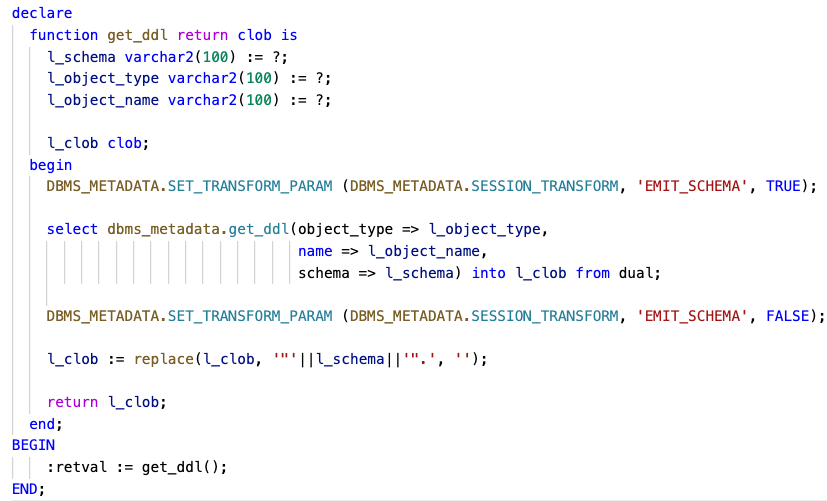 declare
function get_ddl return clob is
l_schema varchar2(100) := ?;
l_object_type varchar2(100) := ?;
l_object_name varchar2(100) := ?;
l_clob clob;
begin
DBMS_METADATA.SET_TRANSFORM_PARAM (DBMS_METADATA.SESSION_TRANSFORM, 'EMIT_SCHEMA', TRUE);
select dbms_metadata.get_ddl(object_type => l_object_type,
name => l_object_name,
schema => l_schema) into l_clob from dual;
DBMS_METADATA.SET_TRANSFORM_PARAM (DBMS_METADATA.SESSION_TRANSFORM, 'EMIT_SCHEMA', FALSE);
l_clob := replace(l_clob, '"'||l_schema||'".', '');
return l_clob;
end;
BEGIN
:retval := get_ddl();
END;